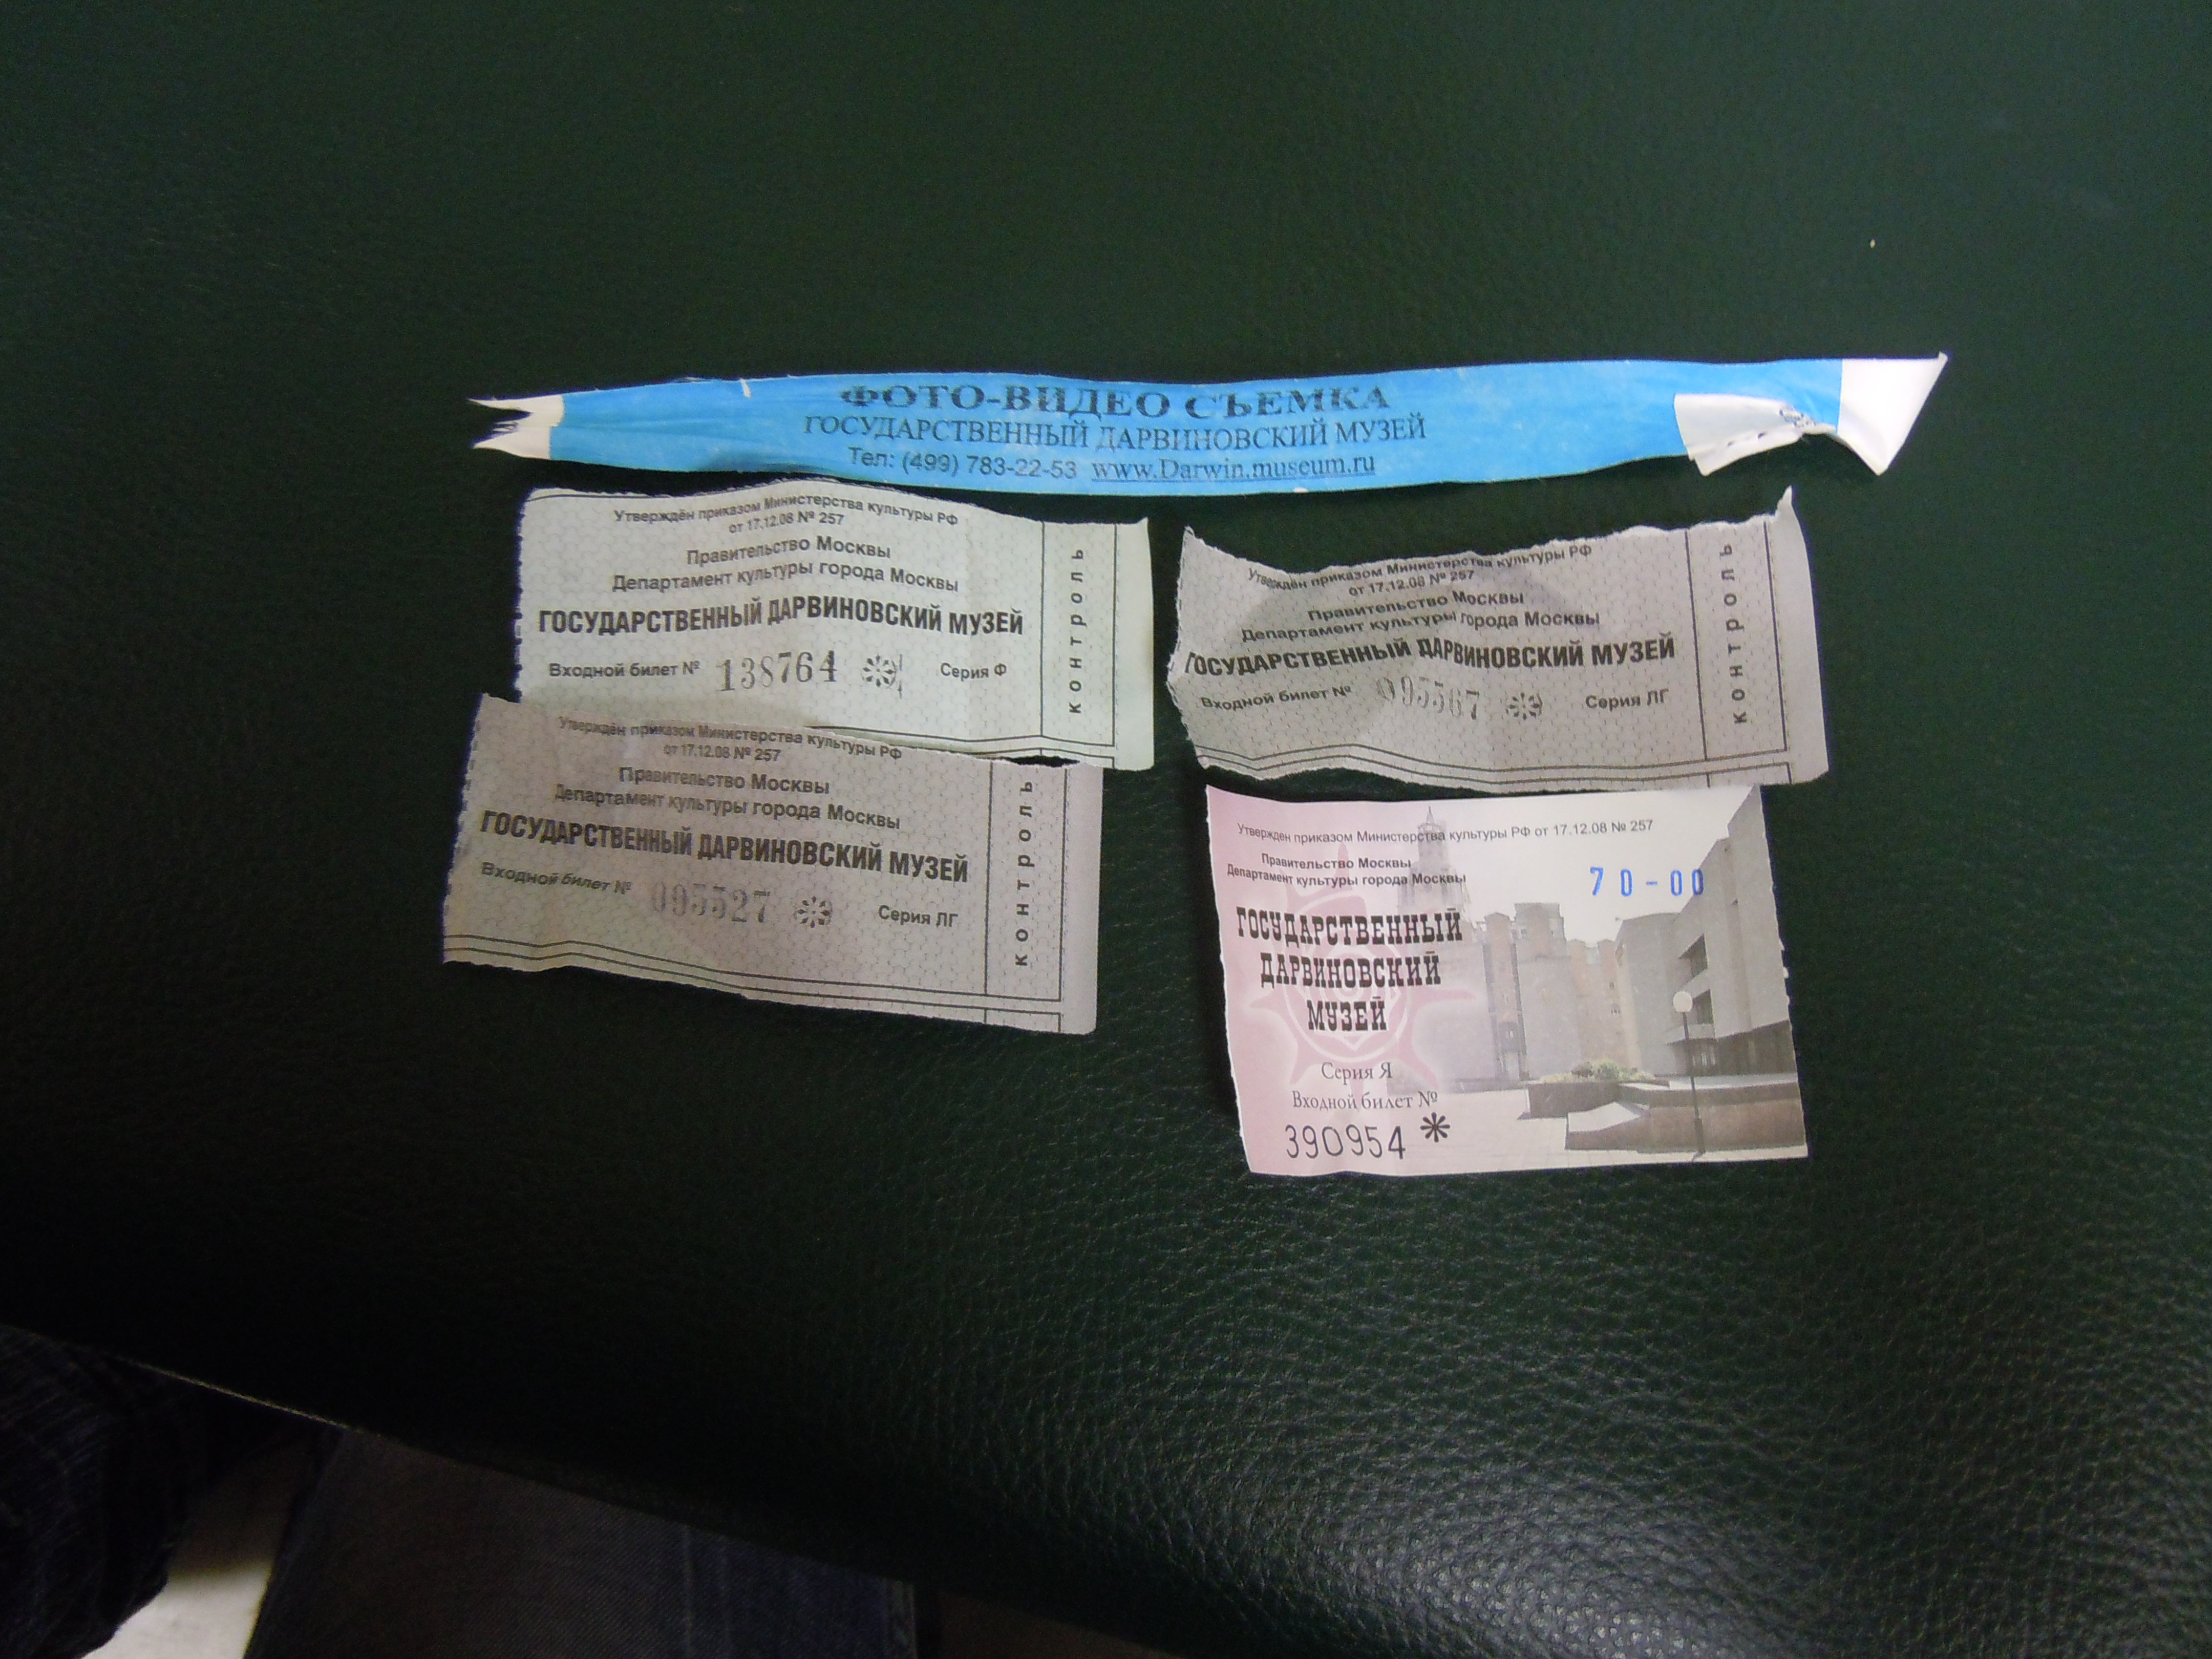 ФОТО-ВИДЕО СЪЕМКА
ГОСУДАРСТВЕННЫЙ ДАРВИНОВСКИЙ МУЗЕЙ
Тел: (499) 783-22-53 www.Darwin.museum.ru
Утверждён приказом Министерства культуры РФ
от 17.12.08 № 257
Правительство Москвы
Департамент культуры города Москвы
ГОСУДАРСТВЕННЫЙ ДАРВИНОВСКИЙ МУЗЕЙ
Входной билет № 138764 Серия Ф
КОНТРОЛЬ
Утверждён приказом Министерства культуры РФ
от 17.12.08 № 257
Правительство Москвы
Департамент культуры города Москвы
ГОСУДАРСТВЕННЫЙ ДАРВИНОВСКИЙ МУЗЕЙ
Входной билет № 095567 Серия ЛГ
КОНТРОЛЬ
Утверждён приказом Министерства культуры РФ
от 17.12.08 № 257
Правительство Москвы
Департамент культуры города Москвы
ГОСУДАРСТВЕННЫЙ ДАРВИНОВСКИЙ МУЗЕЙ
Входной билет № 095527 Серия ЛГ
КОНТРОЛЬ
Утвержден приказом Министерства культуры РФ от 17.12.08 № 257
Правительство Москвы
Департамент культуры города Москвы
70-00
ГОСУДАРСТВЕННЫЙ
ДАРВИНОВСКИЙ
МУЗЕЙ
Серия Я
Входной билет №
390954 *